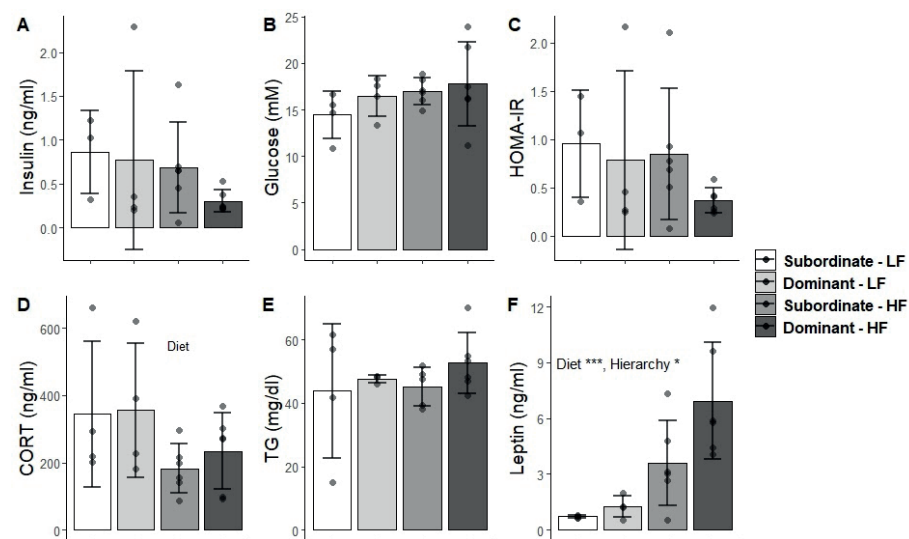 A
Insulin (ng/ml)
2.0
1.5
1.0
0.5
0.0
B
Glucose (mM)
25
20
15
10
5
0
C
HOMA-IR
2.0
1.5
1.0
0.5
0.0
Subordinate - LF
Dominant - LF
Subordinate - HF
Dominant - HF
D
CORT (ng/ml)
600
400
200
0
Diet
E
TG (mg/dl)
60
40
20
0
F
Leptin (ng/ml)
12
9
6
3
0
Diet ***, Hierarchy *